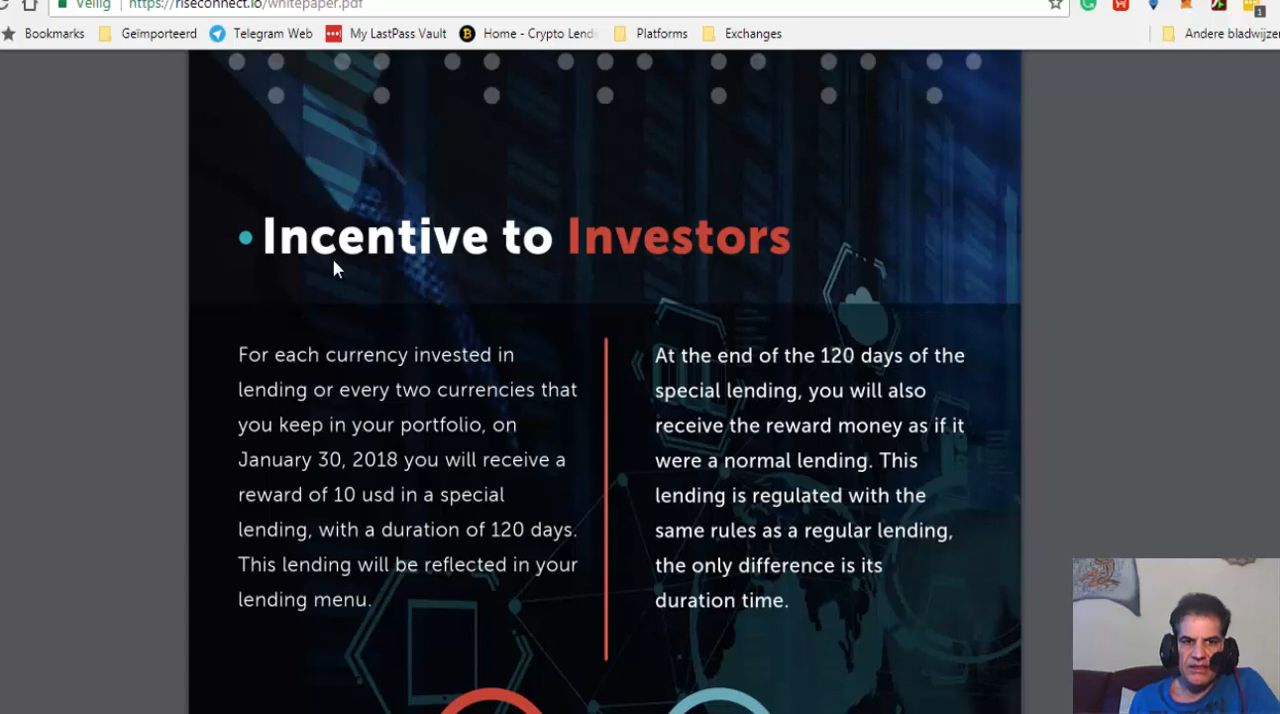 Veilig
https://riseconnect.io/whitepaper.pdf
Bookmarks Geïmporteerd Telegram Web My LastPass Vault Home - Crypto Lend Platforms Exchanges Andere bladwijzer
1
• Incentive to Investors
For each currency invested in
lending or every two currencies that
you keep in your portfolio, on
January 30, 2018 you will receive a
reward of 10 usd in a special
lending, with a duration of 120 days.
This lending will be reflected in your
lending menu.
At the end of the 120 days of the
special lending, you will also
receive the reward money as if it
were a normal lending. This
lending is regulated with the
same rules as a regular lending,
the only difference is its
duration time.